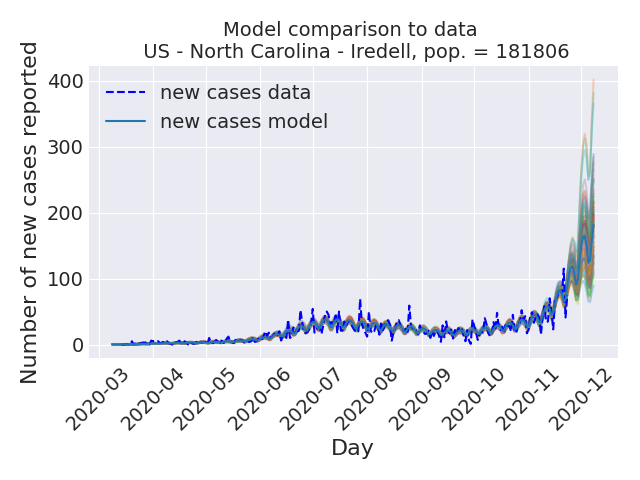 Model comparison to data
US - North Carolina - Iredell, pop. = 181806
Number of new cases reported
400
300
200
100
0
new cases data
new cases model
2020-03
2020-04
2020-05
2020-06
2020-07
2020-08
2020-09
2020-10
2020-11
2020-12
Day